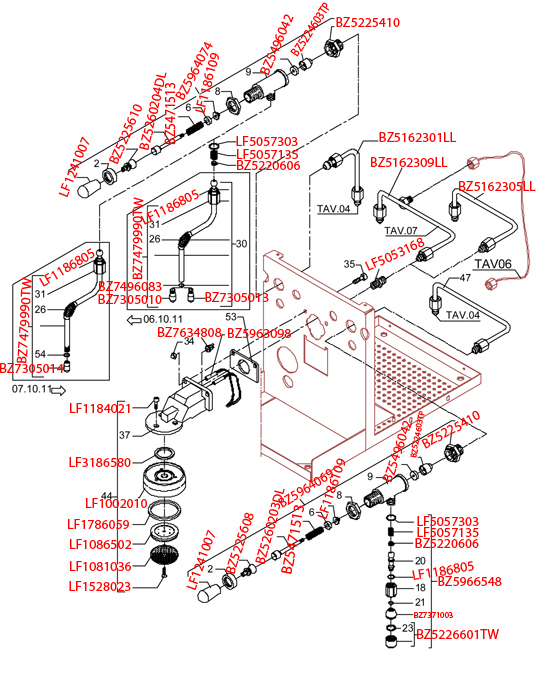 BZ5225410
BZ5224603TP
BZ5496042
9
BZ5964074
8
LF1186109
6
BZ5471513
BZ5260204DL
BZ5225610
2
LF1241007
LF5057303
LF5057135
BZ5220606
BZ5162301LL
BZ5162309LL
BZ5162305LL
TAV.04
TAV.07
TAV06
LF1186805
31
26
30
BZ7479990TW
BZ7496083
BZ7305010
BZ7305013
06.10.11
LF1186805
31
26
BZ7479990TW
54
BZ7305014
07.10.11
LF5053168
35
47
TAV.04
53
BZ7634808
34
BZ5963098
LF1184021
37
LF3186580
44
LF1002010
LF1786059
LF1086502
LF1081036
LF1528023
BZ5225410
BZ5224603TP
BZ5496042
9
BZ5964069
8
LF1186109
6
BZ5471513
BZ5260203DL
BZ5225608
2
LF1241007
LF5057303
LF5057135
BZ5220606
20
LF1186805
BZ5966548
18
21
BZ7371003
23
BZ5226601TW